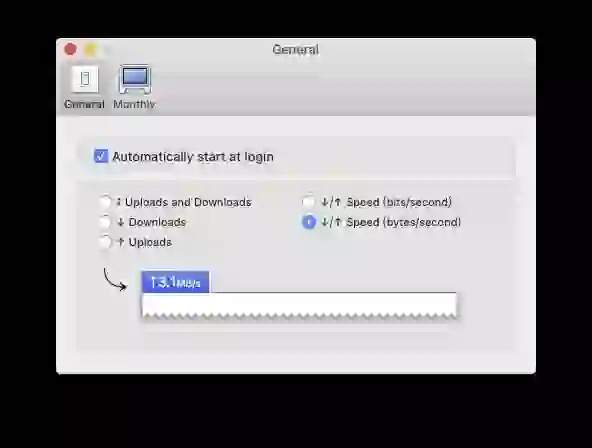 General
General
Monthly
Automatically start at login
↕ Uploads and Downloads
↓ Downloads
↑ Uploads
↓/↑ Speed (bits/second)
↓/↑ Speed (bytes/second)
↑3.1MB/s